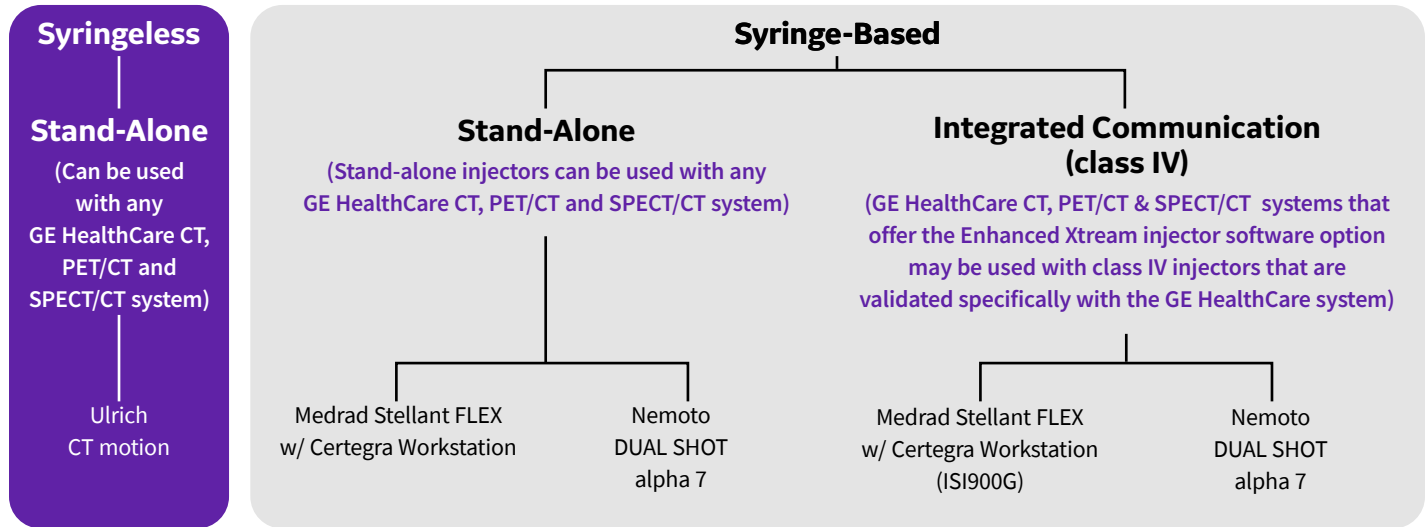 Syringeless
Stand-Alone
(Can be used
with any
GE HealthCare CT,
PET/CT and
SPECT/CT system)
Ulrich
CT motion
Syringe-Based
Stand-Alone
(Stand-alone injectors can be used with any
GE HealthCare CT, PET/CT and SPECT/CT system)
Medrad Stellant FLEX
w/ Certegra Workstation
Nemoto
DUAL SHOT
alpha 7
Integrated Communication
(class IV)
(GE HealthCare CT, PET/CT & SPECT/CT systems that
offer the Enhanced Xtream injector software option
may be used with class IV injectors that are
validated specifically with the GE HealthCare system)
Medrad Stellant FLEX
w/ Certegra Workstation
(ISI900G)
Nemoto
DUAL SHOT
alpha 7